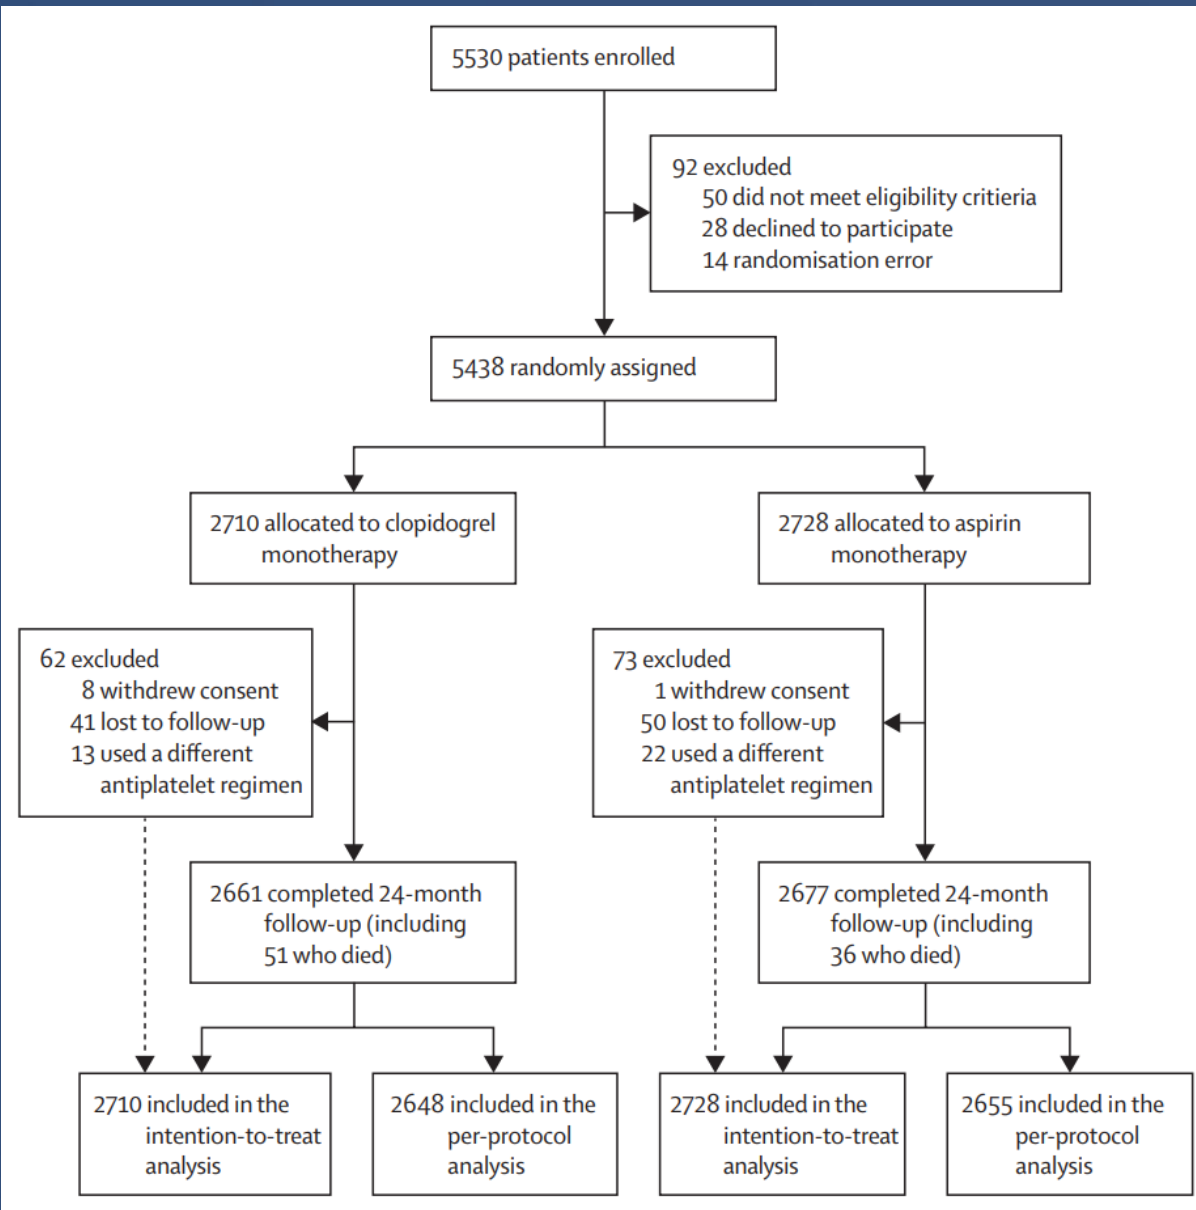 5530 patients enrolled
92 excluded
50 did not meet eligibility critieria
28 declined to participate
14 randomisation error
5438 randomly assigned
2710 allocated to clopidogrel
monotherapy
2728 allocated to aspirin
monotherapy
62 excluded
8 withdrew consent
41 lost to follow-up
13 used a different
antiplatelet regimen
73 excluded
1 withdrew consent
50 lost to follow-up
22 used a different
antiplatelet regimen
2661 completed 24-month
follow-up (including
51 who died)
2677 completed 24-month
follow-up (including
36 who died)
2710 included in the
intention-to-treat
analysis
2648 included in the
per-protocol
analysis
2728 included in the
intention-to-treat
analysis
2655 included in the
per-protocol
analysis